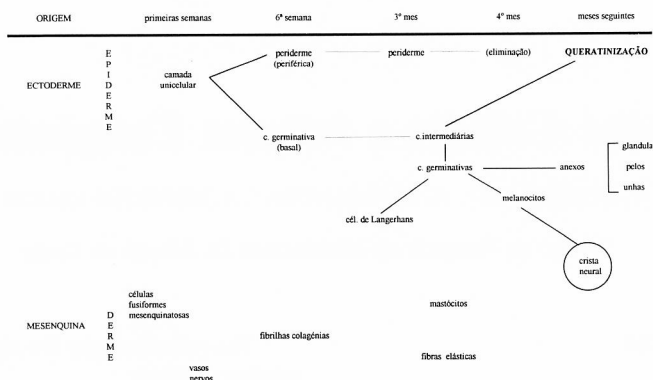 ORIGEM primeiras semanas 6ª semana 3º mes 4º mes meses seguintes
ECTODERME
E
P
I
D
E
R
M
E
camada
unicelular
periderme
(periférica)
periderme
(eliminação)
QUERATINIZAÇÃO
c. germinativa
(basal)
c.intermediárias
c. germinativas
anexos
glandula
pelos
unhas
melanocitos
cél. de Langerhans
crista
neural
MESENQUINA
D
E
R
M
E
células
fusiformes
mesenquinatosas
mastócitos
fibrilhas colagénias
fibras elásticas
vasos
nervos